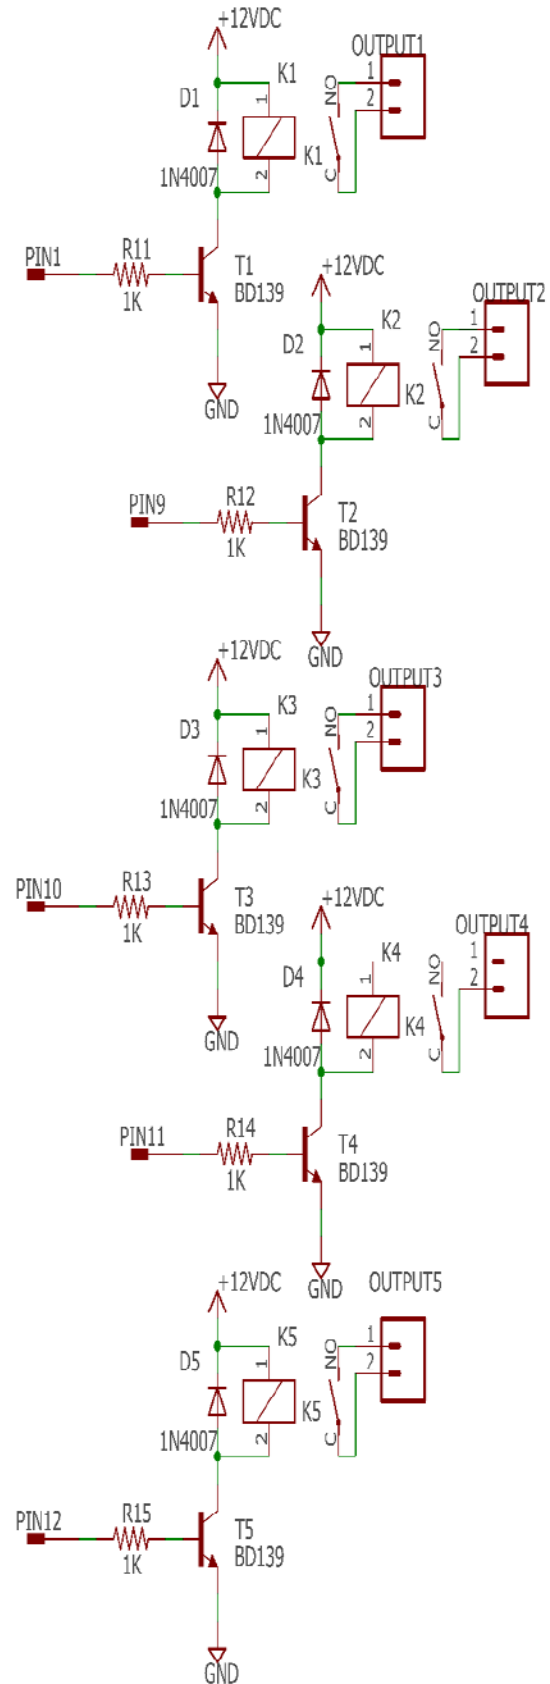 +12VDC
OUTPUT1
K1
D1
1
NO
1
2
K1
1N4007
2
C
PIN1
R11
T1
1K
BD139
GND
+12VDC
OUTPUT2
K2
D2
1
NO
1
2
K2
1N4007
2
C
PIN9
R12
T2
1K
BD139
GND
+12VDC
OUTPUT3
K3
D3
1
NO
1
2
K3
1N4007
2
C
PIN10
R13
T3
1K
BD139
GND
+12VDC
OUTPUT4
K4
D4
1
NO
1
2
K4
1N4007
2
C
PIN11
R14
T4
1K
BD139
GND
+12VDC
OUTPUT5
K5
D5
1
NO
1
2
K5
1N4007
2
C
PIN12
R15
T5
1K
BD139
GND